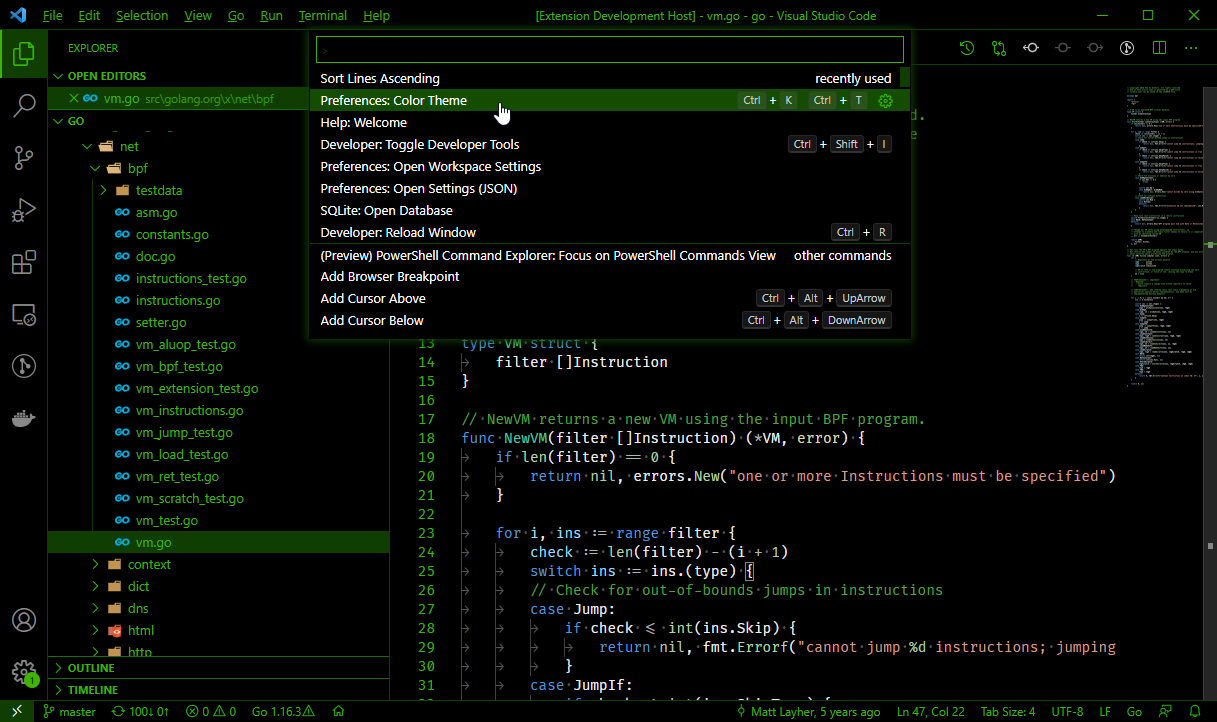 File Edit Selection View Go Run Terminal Help [Extension Development Host] - vm.go - go - Visual Studio Code
EXPLORER
OPEN EDITORS
vm.go src\golang.org\x\net\bpf
GO
net
bpf
testdata
asm.go
constants.go
doc.go
instructions_test.go
instructions.go
setter.go
vm_aluop_test.go
vm_bpf_test.go
vm_extension_test.go
vm_instructions.go
vm_jump_test.go
vm_load_test.go
vm_ret_test.go
vm_scratch_test.go
vm_test.go
vm.go
context
dict
dns
html
http
OUTLINE
TIMELINE
>
Sort Lines Ascending recently used
Preferences: Color Theme Ctrl + K Ctrl + T
Help: Welcome
Developer: Toggle Developer Tools Ctrl + Shift + I
Preferences: Open Workspace Settings
Preferences: Open Settings (JSON)
SQLite: Open Database
Developer: Reload Window Ctrl + R
(Preview) PowerShell Command Explorer: Focus on PowerShell Commands View other commands
Add Browser Breakpoint
Add Cursor Above Ctrl + Alt + UpArrow
Add Cursor Below Ctrl + Alt + DownArrow
13 type VM struct {
14 filter []Instruction
15 }
16
17 // NewVM returns a new VM using the input BPF program.
18 func NewVM(filter []Instruction) (*VM, error) {
19 if len(filter) == 0 {
20 return nil, errors.New("one or more Instructions must be specified")
21 }
22
23 for i, ins := range filter {
24 check := len(filter) - (i + 1)
25 switch ins := ins.(type) {
26 // Check for out-of-bounds jumps in instructions
27 case Jump:
28 if check <= int(ins.Skip) {
29 return nil, fmt.Errorf("cannot jump %d instructions; jumping
30 }
31 case JumpIf:
master 100↓ 0↑ 0 0 Go 1.16.3 Matt Layher, 5 years ago Ln 47, Col 22 Tab Size: 4 UTF-8 LF Go
1